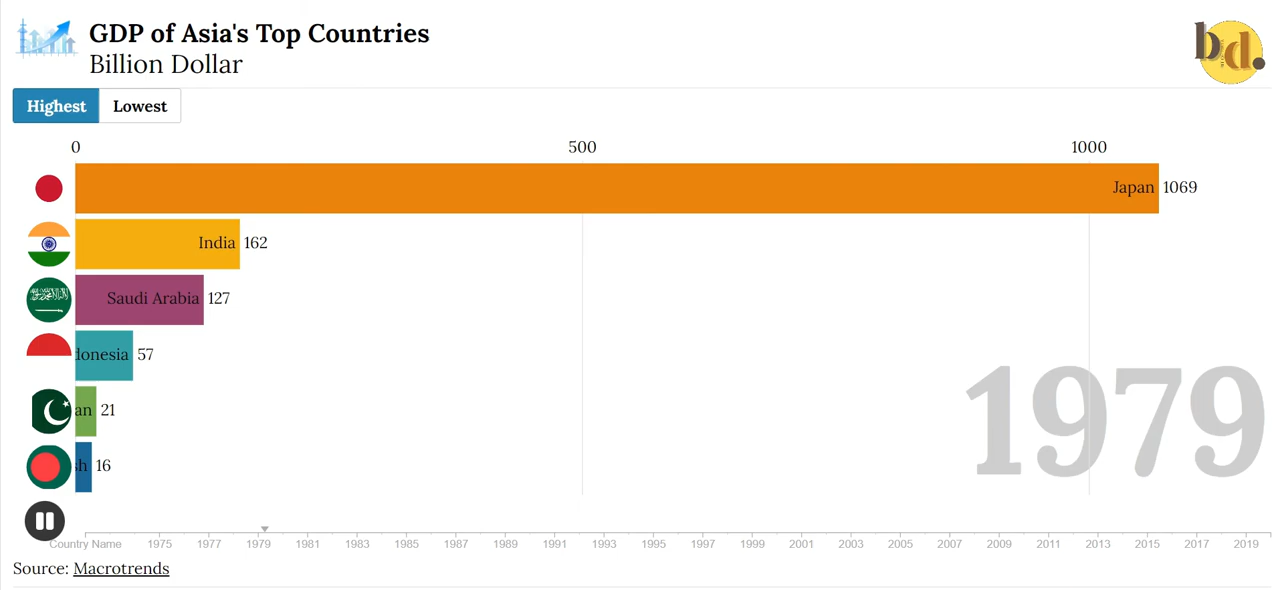 GDP of Asia's Top Countries
Billion Dollar
bd.
Highest Lowest
0 500 1000
Japan 1069
India 162
Saudi Arabia 127
donesia 57
an 21
sh 16
1979
Country Name 1975 1977 1979 1981 1983 1985 1987 1989 1991 1993 1995 1997 1999 2001 2003 2005 2007 2009 2011 2013 2015 2017 2019
Source: Macrotrends